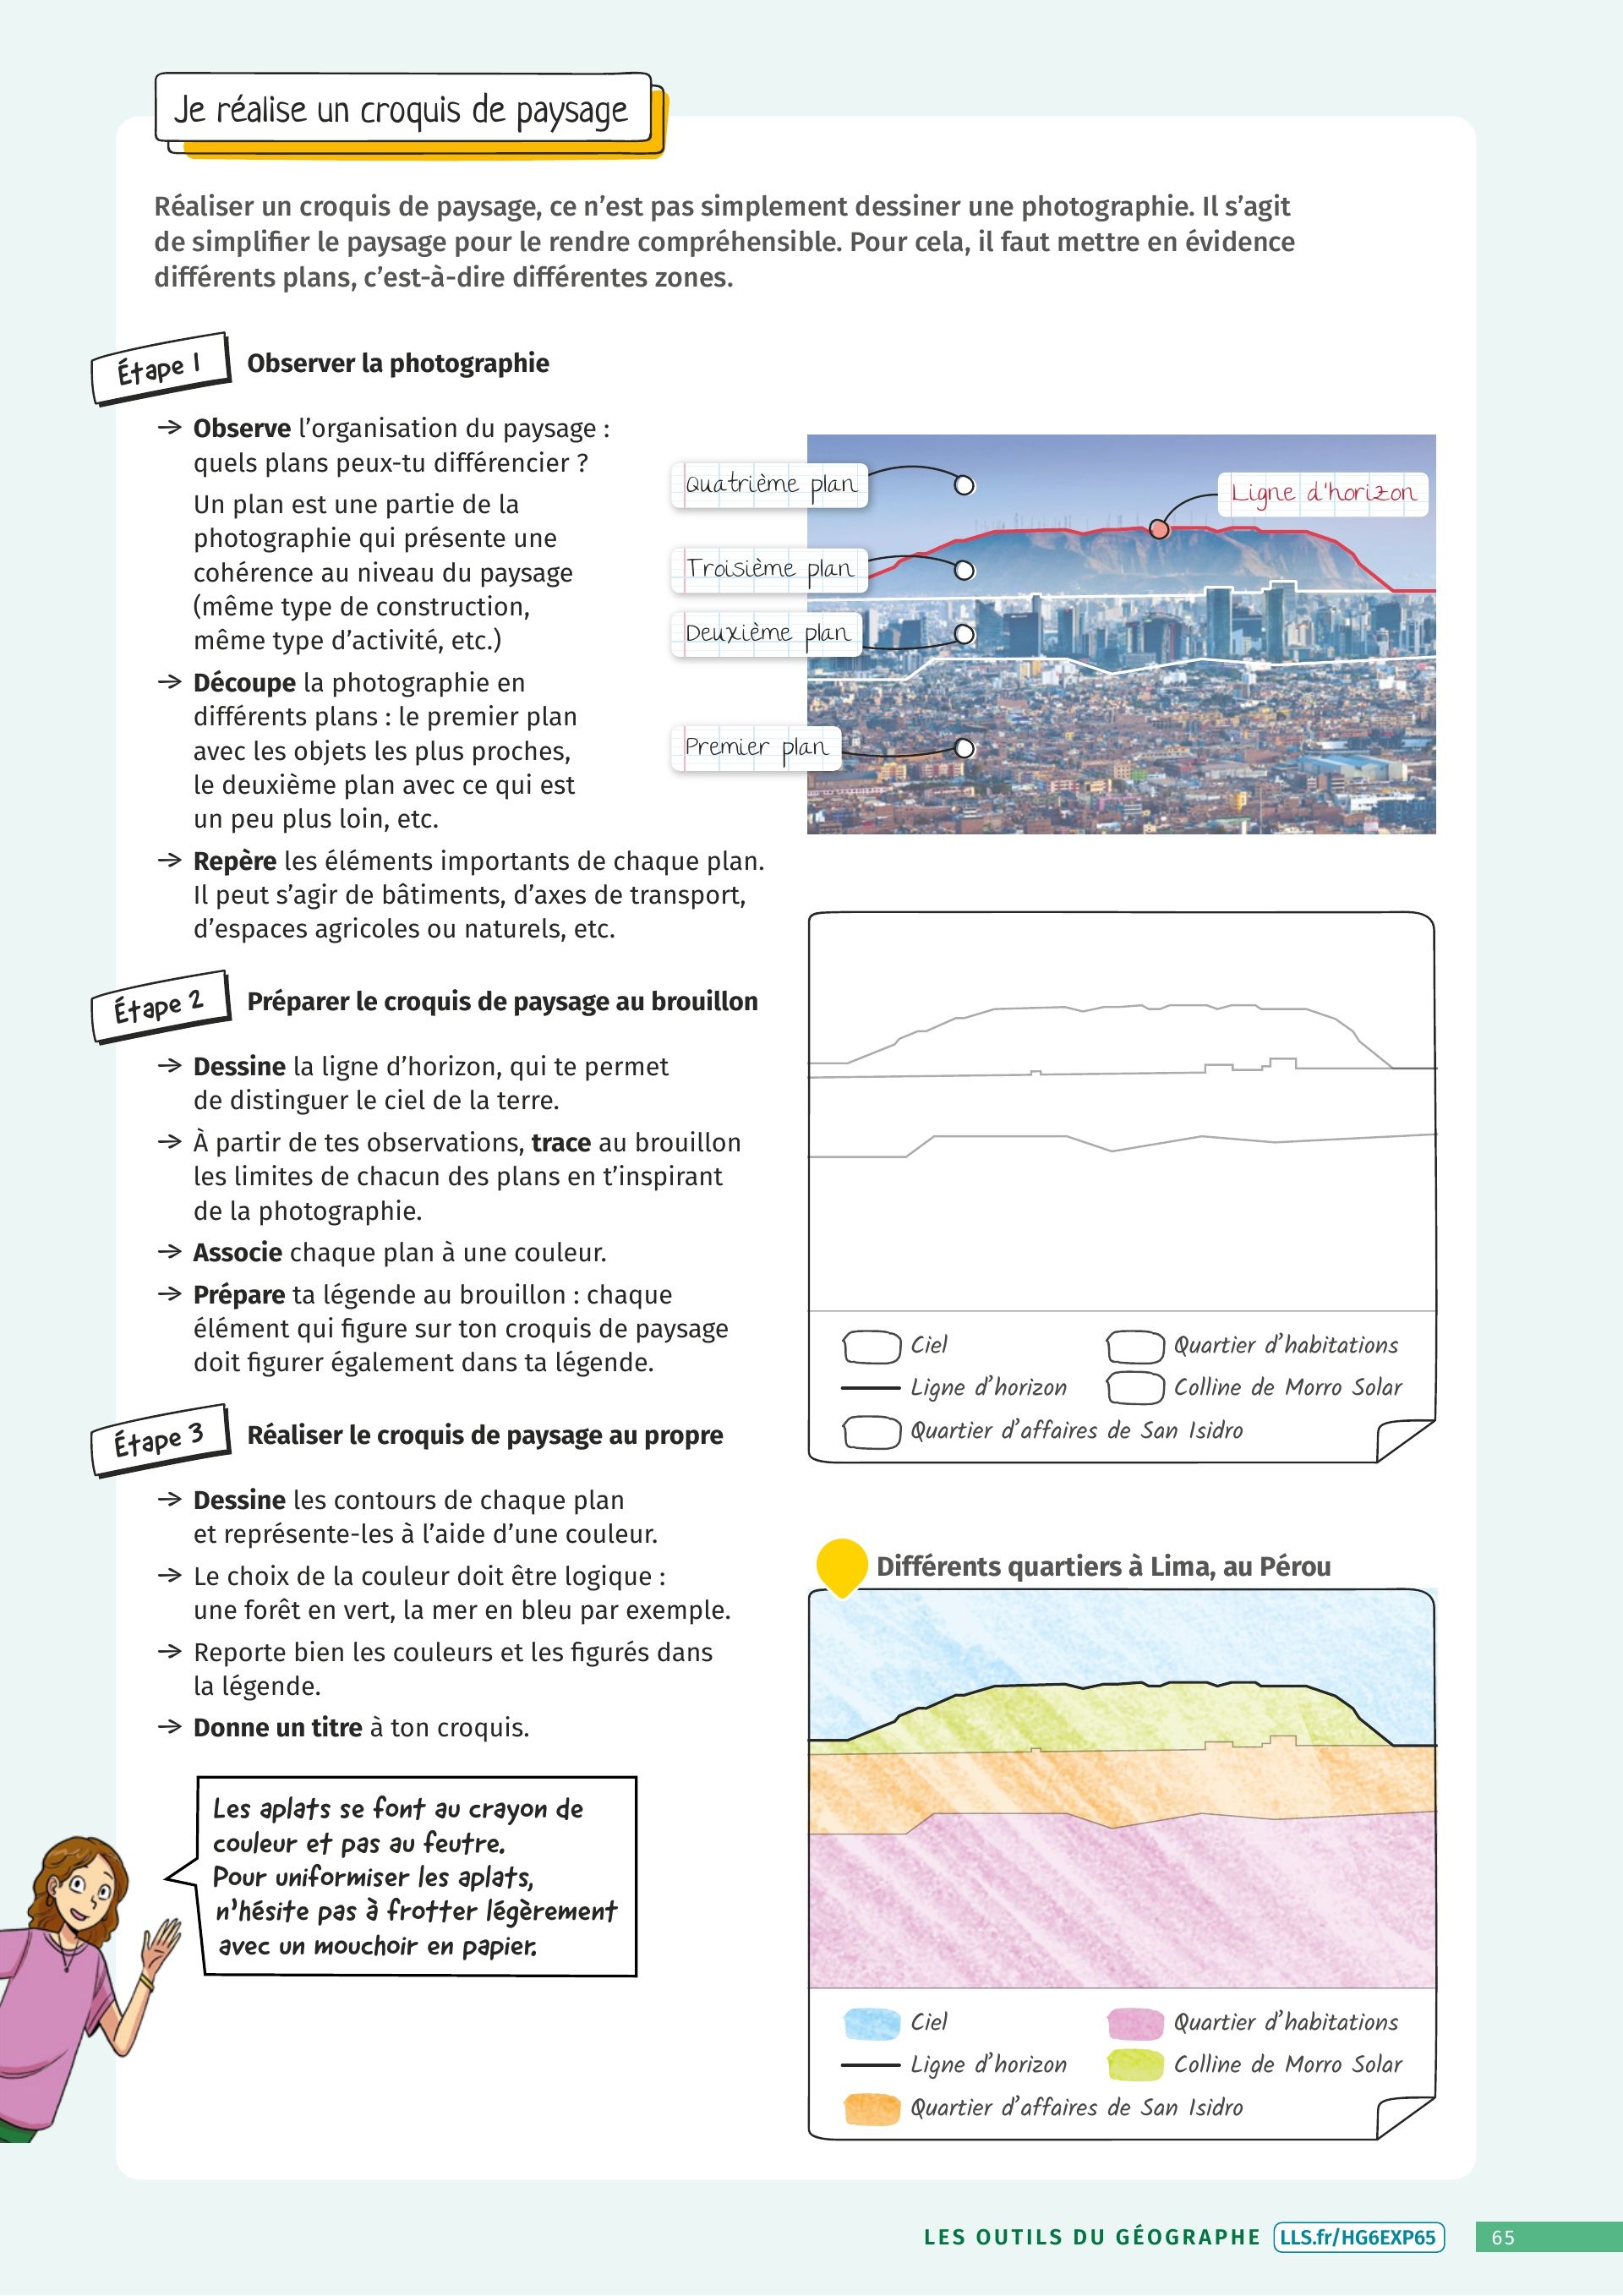 Je réalise un croquis de paysage
Réaliser un croquis de paysage, ce n’est pas simplement dessiner une photographie. Il s’agit
de simplifier le paysage pour le rendre compréhensible. Pour cela, il faut mettre en évidence
différents plans, c’est-à-dire différentes zones.
Étape 1
Observer la photographie
→ Observe l’organisation du paysage :
quels plans peux-tu différencier ?
Un plan est une partie de la
photographie qui présente une
cohérence au niveau du paysage
(même type de construction,
même type d’activité, etc.)
→ Découpe la photographie en
différents plans : le premier plan
avec les objets les plus proches,
le deuxième plan avec ce qui est
un peu plus loin, etc.
→ Repère les éléments importants de chaque plan.
Il peut s’agir de bâtiments, d’axes de transport,
d’espaces agricoles ou naturels, etc.
Quatrième plan
Ligne d'horizon
Troisième plan
Deuxième plan
Premier plan
Étape 2
Préparer le croquis de paysage au brouillon
→ Dessine la ligne d’horizon, qui te permet
de distinguer le ciel de la terre.
→ À partir de tes observations, trace au brouillon
les limites de chacun des plans en t’inspirant
de la photographie.
→ Associe chaque plan à une couleur.
→ Prépare ta légende au brouillon : chaque
élément qui figure sur ton croquis de paysage
doit figurer également dans ta légende.
Ciel
Quartier d’habitations
Ligne d’horizon
Colline de Morro Solar
Quartier d’affaires de San Isidro
Étape 3
Réaliser le croquis de paysage au propre
→ Dessine les contours de chaque plan
et représente-les à l’aide d’une couleur.
→ Le choix de la couleur doit être logique :
une forêt en vert, la mer en bleu par exemple.
→ Reporte bien les couleurs et les figurés dans
la légende.
→ Donne un titre à ton croquis.
Les aplats se font au crayon de
couleur et pas au feutre.
Pour uniformiser les aplats,
n’hésite pas à frotter légèrement
avec un mouchoir en papier.
Différents quartiers à Lima, au Pérou
Ciel
Quartier d’habitations
Ligne d’horizon
Colline de Morro Solar
Quartier d’affaires de San Isidro
LES OUTILS DU GÉOGRAPHE LLS.fr/HG6EXP65 65